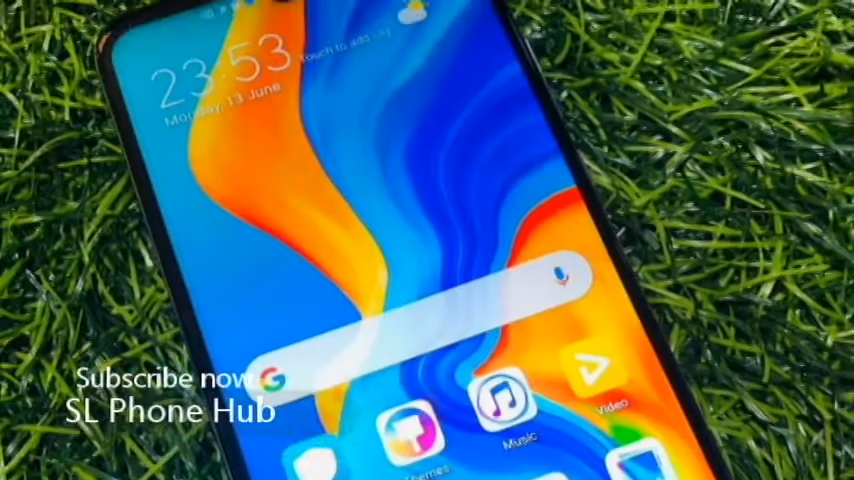 23:53
Touch to add city
Monday, 13 June
G
Subscribe now
SL Phone Hub
Themes
Music
Video